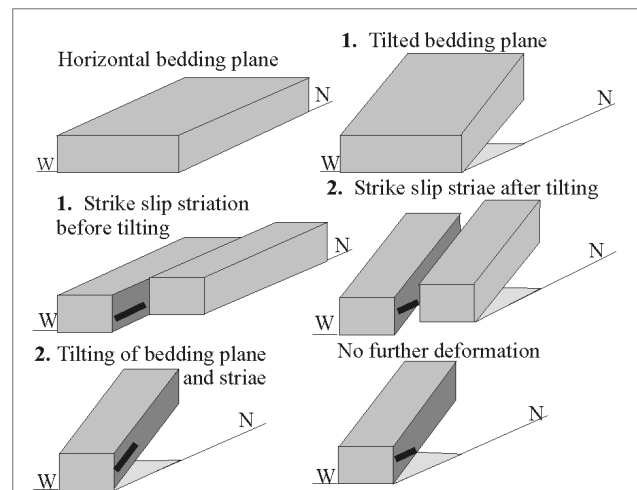 Horizontal bedding plane
N
W
1. Tilted bedding plane
N
W
1. Strike slip striation
before tilting
N
W
2. Strike slip striae after tilting
N
W
2. Tilting of bedding plane
and striae
N
W
No further deformation
N
W